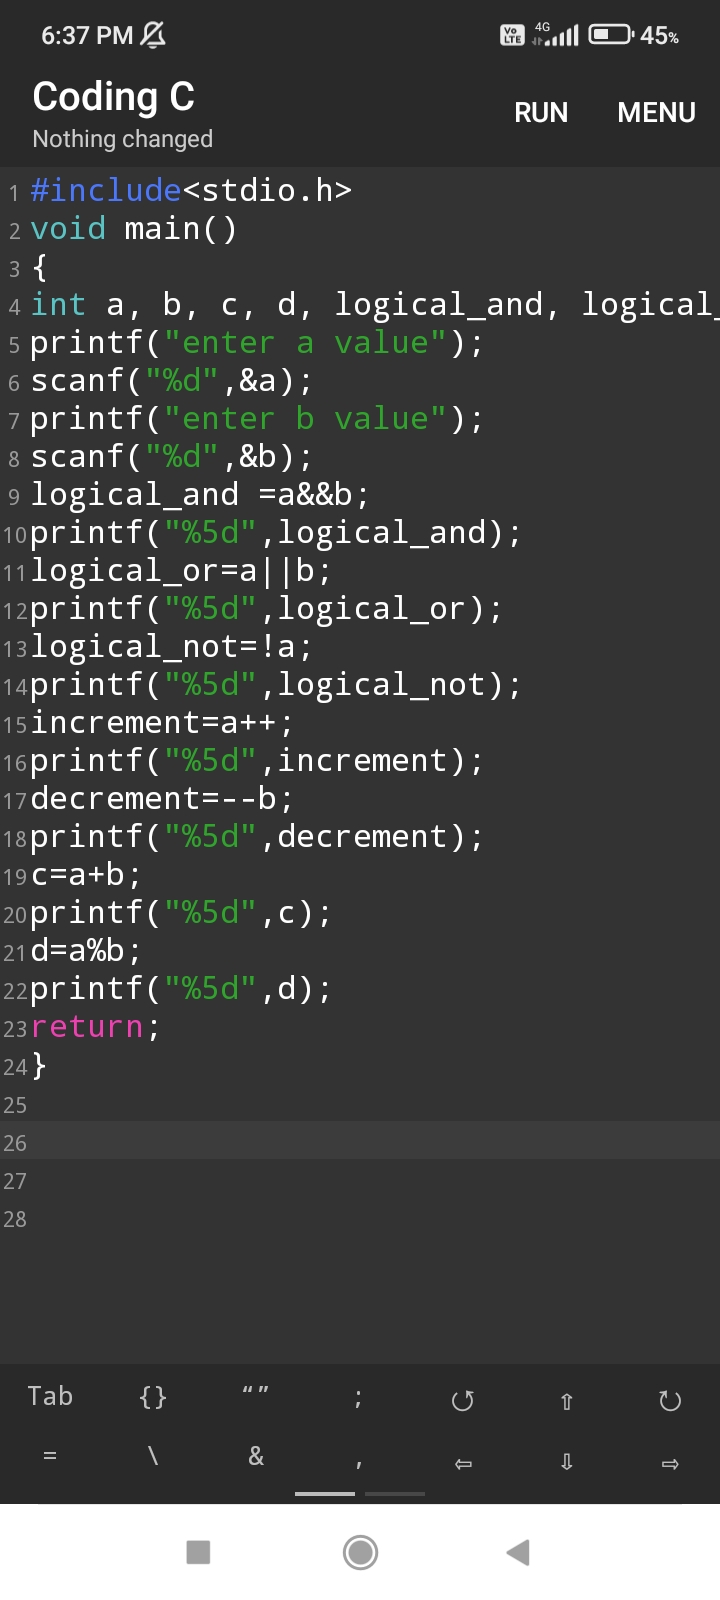 6:37 PM
VoLTE 4G 45%
Coding C
Nothing changed
RUN MENU
1 #include<stdio.h>
2 void main()
3 {
4 int a, b, c, d, logical_and, logical_
5 printf("enter a value");
6 scanf("%d",&a);
7 printf("enter b value");
8 scanf("%d",&b);
9 logical_and =a&&b;
10 printf("%5d",logical_and);
11 logical_or=a||b;
12 printf("%5d",logical_or);
13 logical_not=!a;
14 printf("%5d",logical_not);
15 increment=a++;
16 printf("%5d",increment);
17 decrement=--b;
18 printf("%5d",decrement);
19 c=a+b;
20 printf("%5d",c);
21 d=a%b;
22 printf("%5d",d);
23 return;
24 }
25
26
27
28
Tab {} “” ; ↺ ⇧ ↻
= \ & , ⇦ ⇩ ⇨